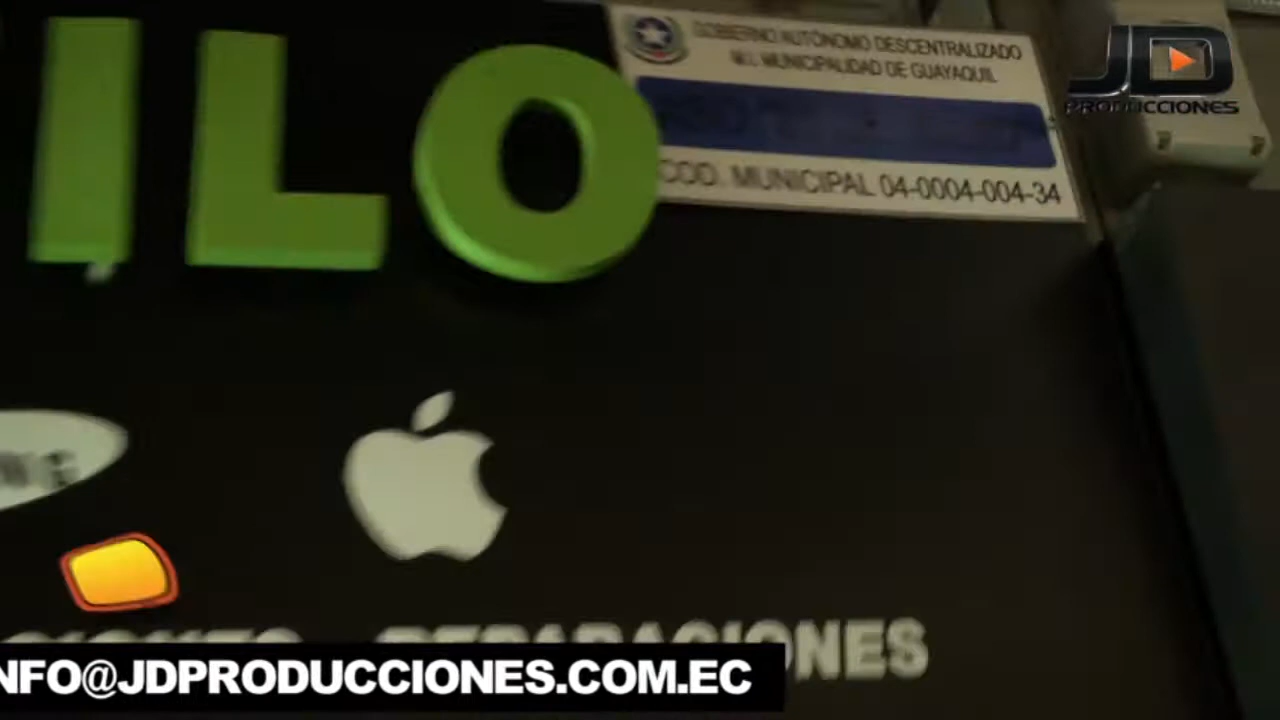 ILO
GOBIERNO AUTÓNOMO DESCENTRALIZADO
M.I. MUNICIPALIDAD DE GUAYAQUIL
COD. MUNICIPAL 04-0004-004-34
JD
PRODUCCIONES
REPARACIONES
NFO@JDPRODUCCIONES.COM.EC